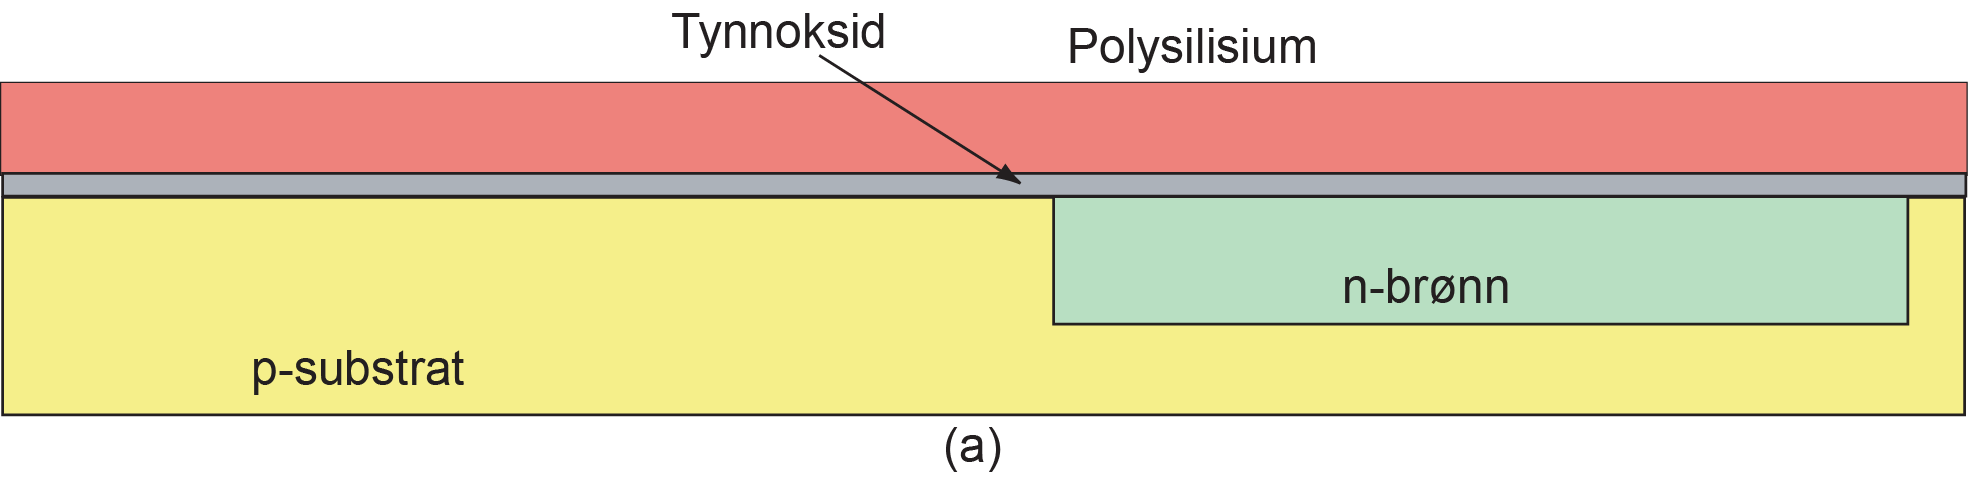 Tynnoksid
Polysilisium
n-brønn
p-substrat
(a)